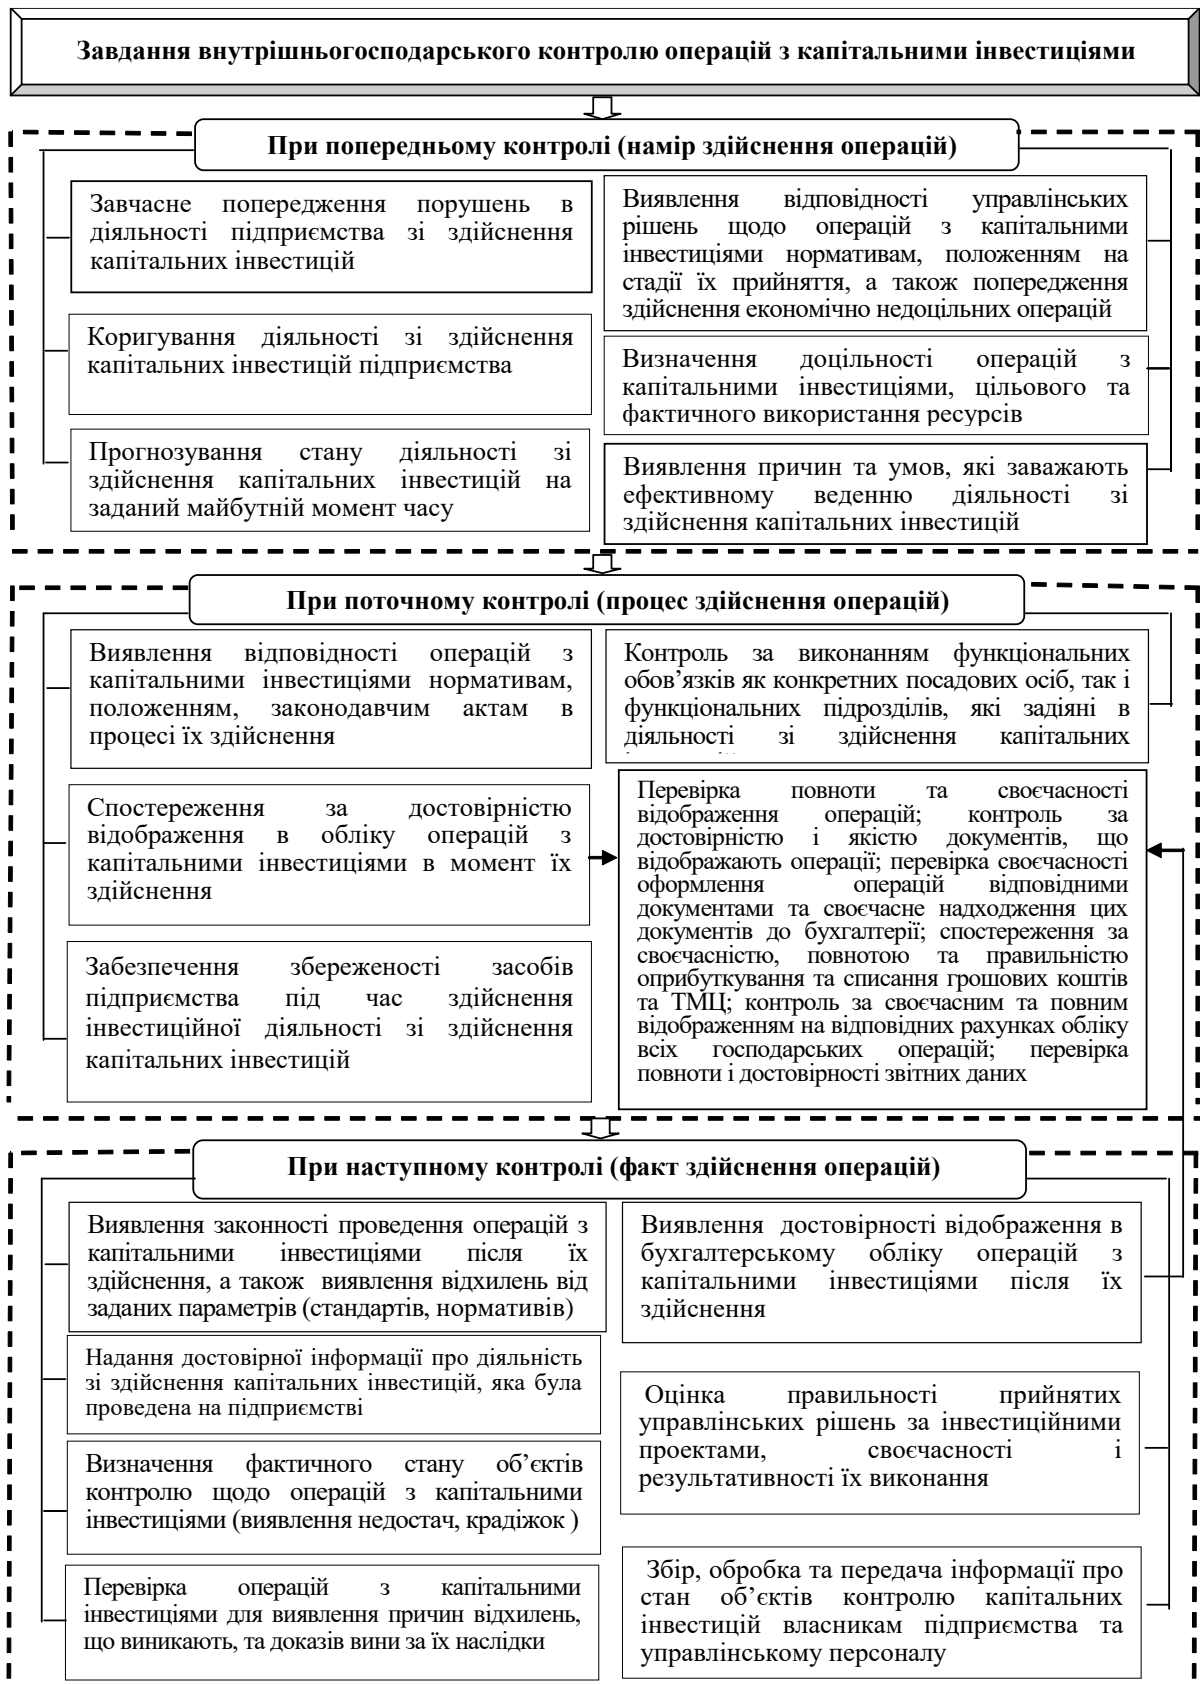 Завдання внутрішньогосподарського контролю операцій з капітальними інвестиціями
При попередньому контролі (намір здійснення операцій)
Завчасне попередження порушень в
діяльності підприємства зі здійснення
капітальних інвестицій
Коригування діяльності зі здійснення
капітальних інвестицій підприємства
Прогнозування стану діяльності зі
здійснення капітальних інвестицій на
заданий майбутній момент часу
Виявлення відповідності управлінських
рішень щодо операцій з капітальними
інвестиціями нормативам, положенням на
стадії їх прийняття, а також попередження
здійснення економічно недоцільних операцій
Визначення доцільності операцій з
капітальними інвестиціями, цільового та
фактичного використання ресурсів
Виявлення причин та умов, які заважають
ефективному веденню діяльності зі
здійснення капітальних інвестицій
При поточному контролі (процес здійснення операцій)
Виявлення відповідності операцій з
капітальними інвестиціями нормативам,
положенням, законодавчим актам в
процесі їх здійснення
Спостереження за достовірністю
відображення в обліку операцій з
капітальними інвестиціями в момент їх
здійснення
Забезпечення збереженості засобів
підприємства під час здійснення
інвестиційної діяльності зі здійснення
капітальних інвестицій
Контроль за виконанням функціональних
обов’язків як конкретних посадових осіб, так і
функціональних підрозділів, які задіяні в
діяльності зі здійснення капітальних
Перевірка повноти та своєчасності
відображення операцій; контроль за
достовірністю і якістю документів, що
відображають операції; перевірка своєчасності
оформлення операцій відповідними
документами та своєчасне надходження цих
документів до бухгалтерії; спостереження за
своєчасністю, повнотою та правильністю
оприбуткування та списання грошових коштів
та ТМЦ; контроль за своєчасним та повним
відображенням на відповідних рахунках обліку
всіх господарських операцій; перевірка
повноти і достовірності звітних даних
При наступному контролі (факт здійснення операцій)
Виявлення законності проведення операцій з
капітальними інвестиціями після їх
здійснення, а також виявлення відхилень від
заданих параметрів (стандартів, нормативів)
Надання достовірної інформації про діяльність
зі здійснення капітальних інвестицій, яка була
проведена на підприємстві
Визначення фактичного стану об’єктів
контролю щодо операцій з капітальними
інвестиціями (виявлення недостач, крадіжок )
Перевірка операцій з капітальними
інвестиціями для виявлення причин відхилень,
що виникають, та доказів вини за їх наслідки
Виявлення достовірності відображення в
бухгалтерському обліку операцій з
капітальними інвестиціями після їх
здійснення
Оцінка правильності прийнятих
управлінських рішень за інвестиційними
проектами, своєчасності і
результативності їх виконання
Збір, обробка та передача інформації про
стан об’єктів контролю капітальних
інвестицій власникам підприємства та
управлінському персоналу